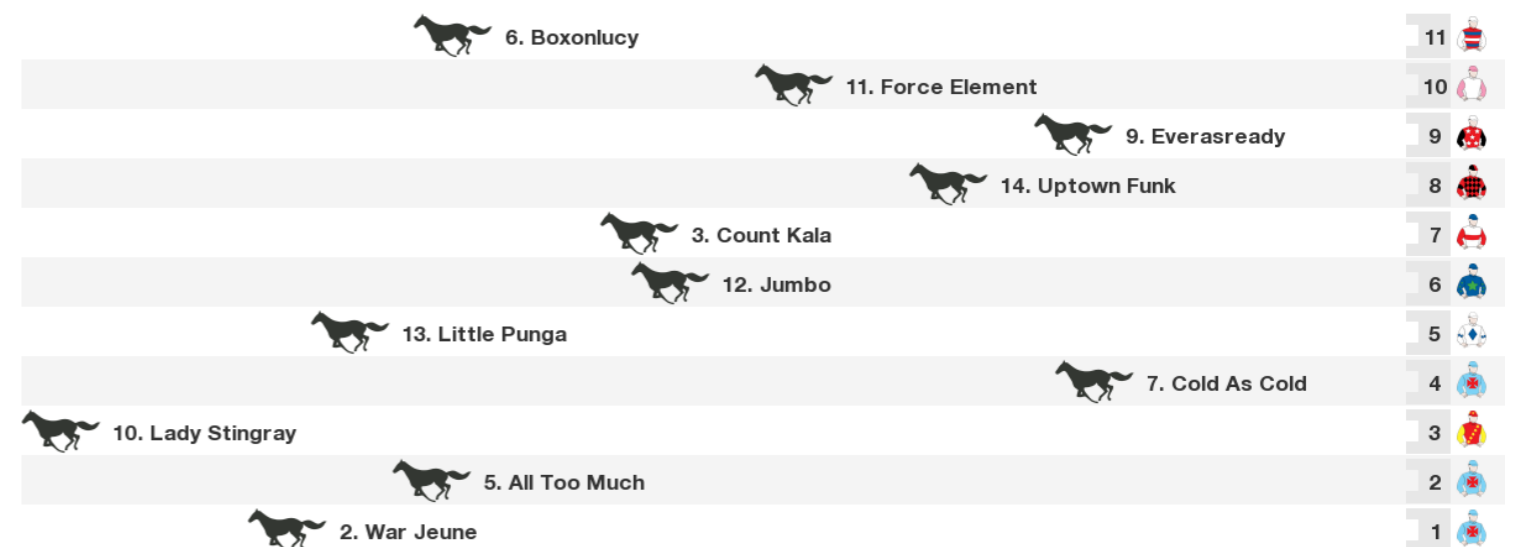 6. Boxonlucy 11
11. Force Element 10
9. Everasready 9
14. Uptown Funk 8
3. Count Kala 7
12. Jumbo 6
13. Little Punga 5
7. Cold As Cold 4
10. Lady Stingray 3
5. All Too Much 2
2. War Jeune 1